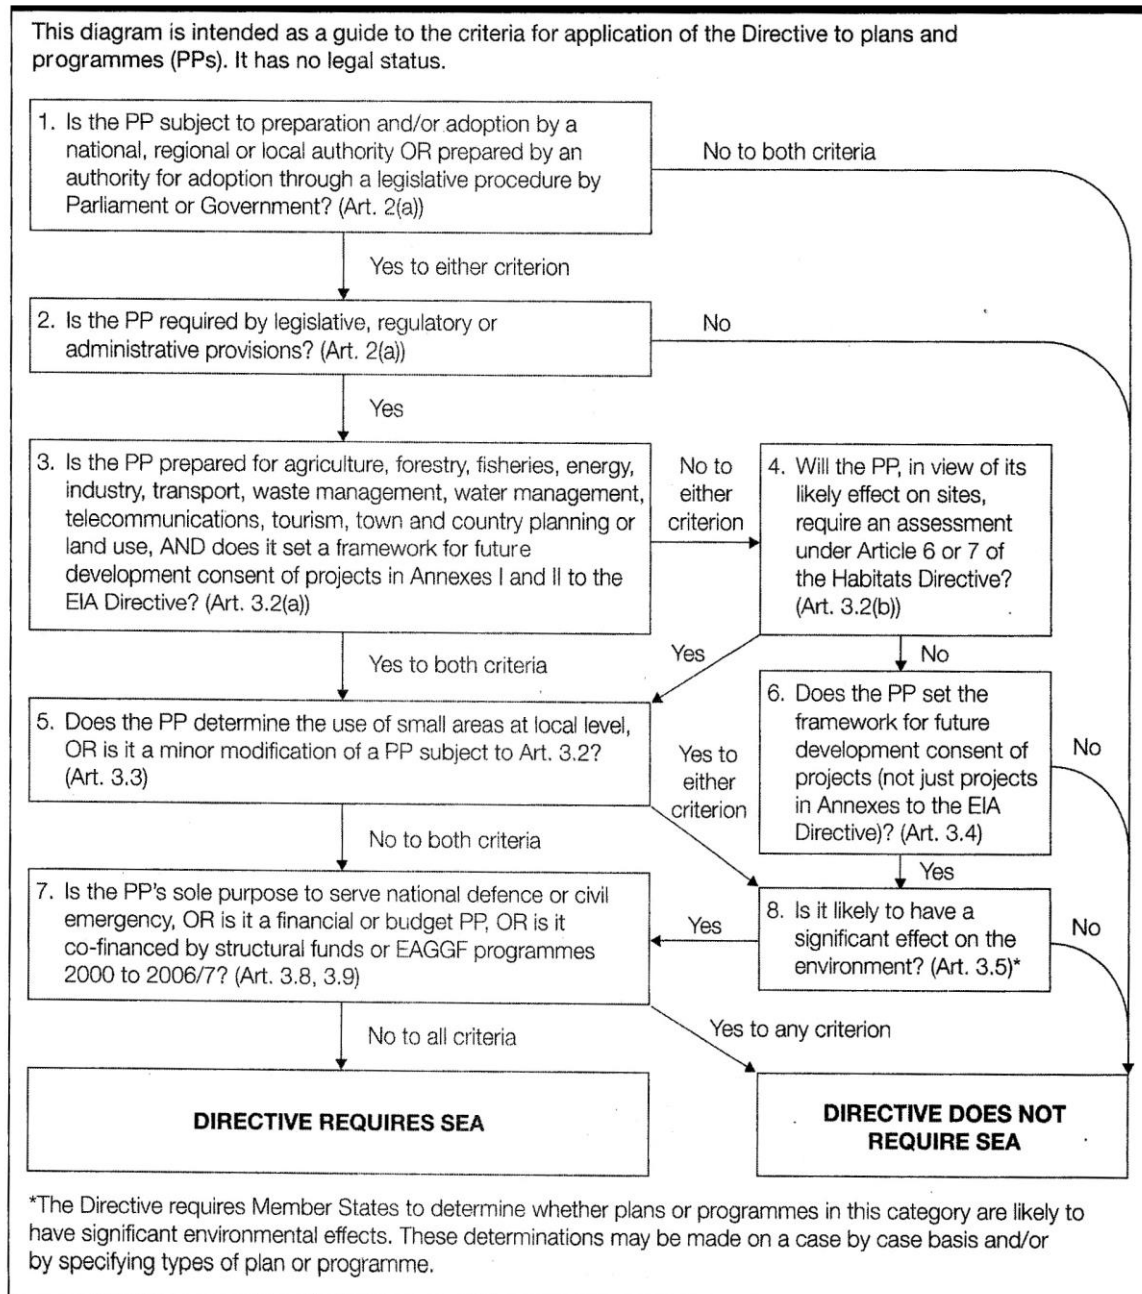 This diagram is intended as a guide to the criteria for application of the Directive to plans and
programmes (PPs). It has no legal status.
1. Is the PP subject to preparation and/or adoption by a
national, regional or local authority OR prepared by an
authority for adoption through a legislative procedure by
Parliament or Government? (Art. 2(a))
No to both criteria
Yes to either criterion
2. Is the PP required by legislative, regulatory or
administrative provisions? (Art. 2(a))
No
Yes
3. Is the PP prepared for agriculture, forestry, fisheries, energy,
industry, transport, waste management, water management,
telecommunications, tourism, town and country planning or
land use, AND does it set a framework for future
development consent of projects in Annexes I and II to the
EIA Directive? (Art. 3.2(a))
No to
either
criterion
4. Will the PP, in view of its
likely effect on sites,
require an assessment
under Article 6 or 7 of
the Habitats Directive?
(Art. 3.2(b))
Yes to both criteria
Yes
No
5. Does the PP determine the use of small areas at local level,
OR is it a minor modification of a PP subject to Art. 3.2?
(Art. 3.3)
Yes to
either
criterion
6. Does the PP set the
framework for future
development consent of
projects (not just projects
in Annexes to the EIA
Directive)? (Art. 3.4)
No
No to both criteria
Yes
7. Is the PP's sole purpose to serve national defence or civil
emergency, OR is it a financial or budget PP, OR is it
co-financed by structural funds or EAGGF programmes
2000 to 2006/7? (Art. 3.8, 3.9)
Yes
8. Is it likely to have a
significant effect on the
environment? (Art. 3.5)*
No
No to all criteria
Yes to any criterion
DIRECTIVE REQUIRES SEA
DIRECTIVE DOES NOT
REQUIRE SEA
*The Directive requires Member States to determine whether plans or programmes in this category are likely to
have significant environmental effects. These determinations may be made on a case by case basis and/or
by specifying types of plan or programme.